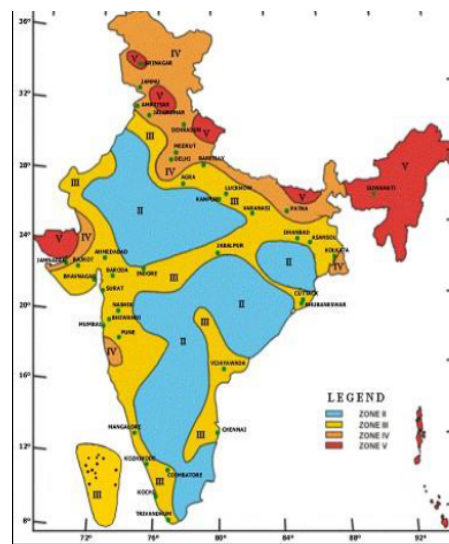 36°
IV
V
SRINAGAR
JAMMU
32°
V
AMRITSAR
JALANDHAR
DEHRADUN
V
III
MEERUT
DELHI
28°
IV
BAREILLY
V
III
AGRA
LUCKNOW
V
GUWAHATI
KANPUR
III
II
VARANASI
PATNA
IV
24°
V
AHMEDABAD
DHANBAD
ASANSOL
JAMNAGAR
RAJKOT
JABALPUR
II
KOLKATA
IV
BARODA
INDORE
III
BHAVNAGAR
CUTTACK
SURAT
II
BHUBANESWAR
20°
NASHIK
BHIWANDI
III
MUMBAI
PUNE
II
IV
VIJAYAWADA
16°
LEGEND
ZONE II
ZONE III
ZONE IV
ZONE V
MANGALORE
III
CHENNAI
12°
KOZHIKODE
COIMBATORE
III
III
KOCHI
TRIVANDRUM
8°
72° 76° 80° 84° 88° 92°